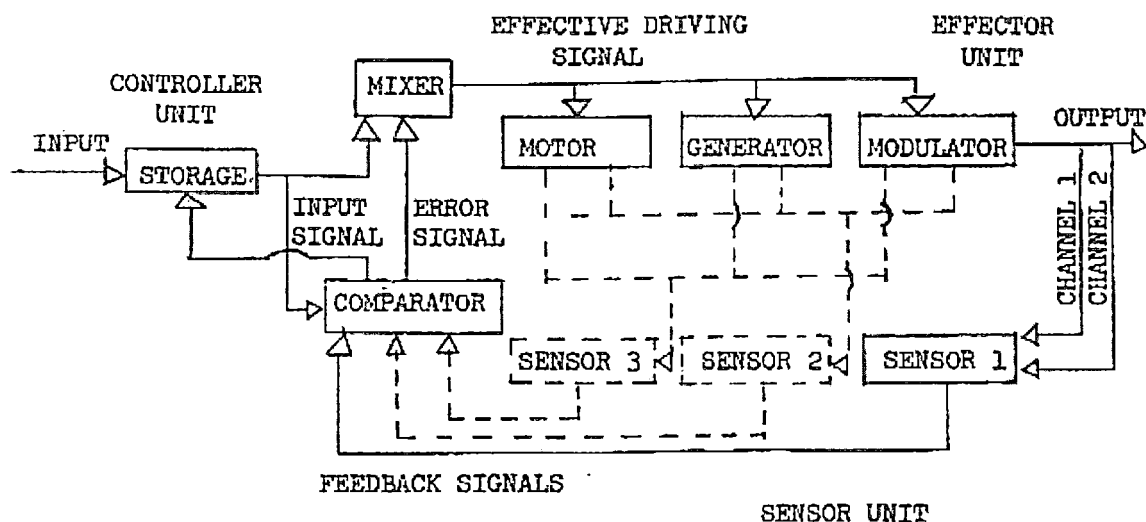 EFFECTIVE DRIVING
SIGNAL
EFFECTOR
UNIT
CONTROLLER
UNIT
MIXER
INPUT
STORAGE
MOTOR
GENERATOR
MODULATOR
OUTPUT
INPUT
SIGNAL
ERROR
SIGNAL
CHANNEL 1
CHANNEL 2
COMPARATOR
SENSOR 3
SENSOR 2
SENSOR 1
FEEDBACK SIGNALS
SENSOR UNIT